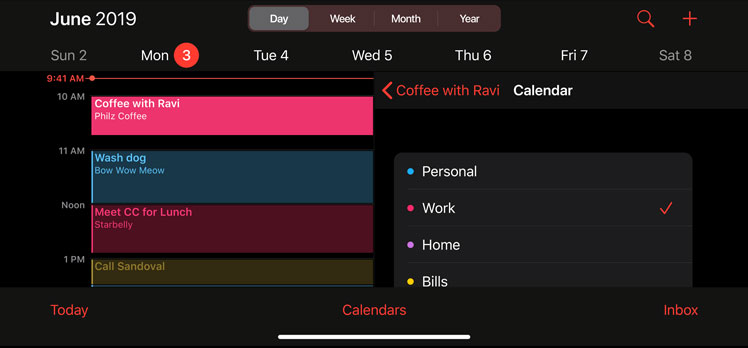 June 2019
Day Week Month Year
Sun 2 Mon 3 Tue 4 Wed 5 Thu 6 Fri 7 Sat 8
9:41 AM
10 AM
Coffee with Ravi
Philz Coffee
11 AM
Wash dog
Bow Wow Meow
Noon
Meet CC for Lunch
Starbelly
1 PM
Call Sandoval
Coffee with Ravi Calendar
Personal
Work
Home
Bills
Today Calendars Inbox